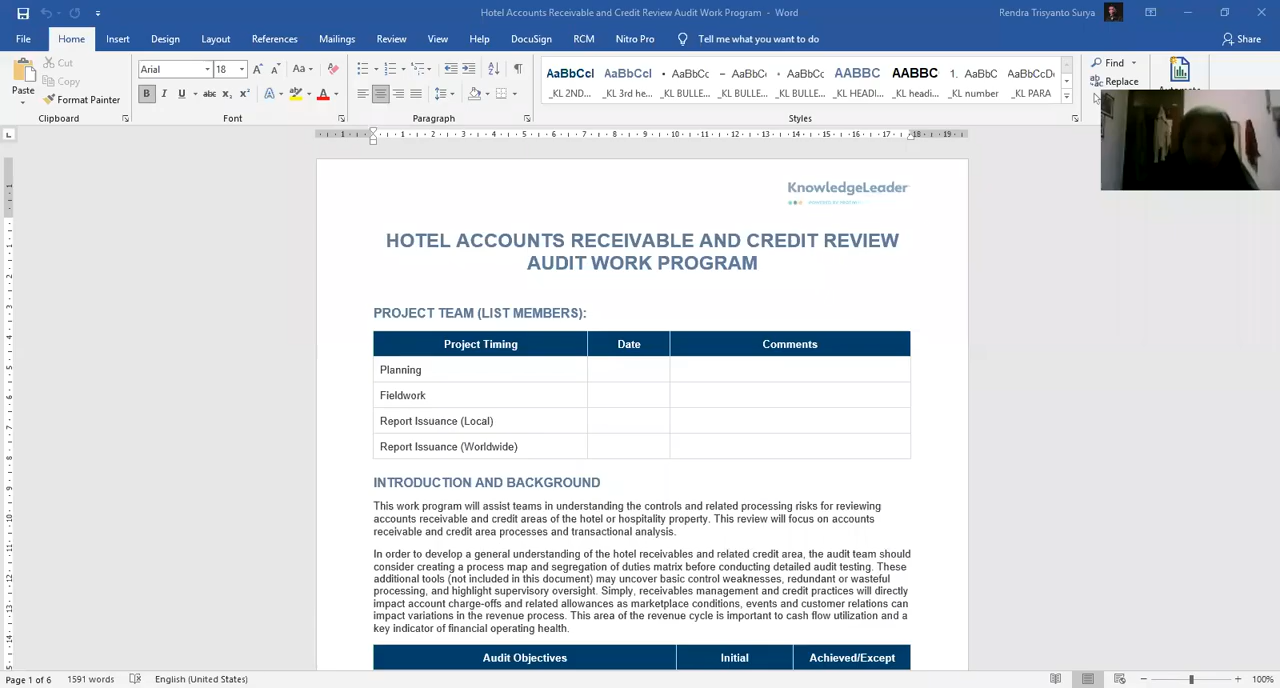 Hotel Accounts Receivable and Credit Review Audit Work Program - Word
Rendra Trisyanto Surya
File Home Insert Design Layout References Mailings Review View Help DocuSign RCM Nitro Pro Tell me what you want to do Share
Paste
Cut
Copy
Format Painter
Arial 18
Aa
B I U abc x₂ x²
AaBbCcI AaBbCcI AaBbCc AaBbCc AaBbCc AABBC AABBC 1. AaBbC AaBbCcD
_KL 2ND... _KL 3rd he... _KL BULLE... _KL BULLE... _KL BULLE... _KL HEADI... _KL headi... _KL number _KL PARA
Find
Replace
Clipboard Font Paragraph Styles
KnowledgeLeader
HOTEL ACCOUNTS RECEIVABLE AND CREDIT REVIEW
AUDIT WORK PROGRAM
PROJECT TEAM (LIST MEMBERS):
Project Timing Date Comments
Planning
Fieldwork
Report Issuance (Local)
Report Issuance (Worldwide)
INTRODUCTION AND BACKGROUND
This work program will assist teams in understanding the controls and related processing risks for reviewing
accounts receivable and credit areas of the hotel or hospitality property. This review will focus on accounts
receivable and credit area processes and transactional analysis.
In order to develop a general understanding of the hotel receivables and related credit area, the audit team should
consider creating a process map and segregation of duties matrix before conducting detailed audit testing. These
additional tools (not included in this document) may uncover basic control weaknesses, redundant or wasteful
processing, and highlight supervisory oversight. Simply, receivables management and credit practices will directly
impact account charge-offs and related allowances as marketplace conditions, events and customer relations can
impact variations in the revenue process. This area of the revenue cycle is important to cash flow utilization and a
key indicator of financial operating health.
Audit Objectives Initial Achieved/Except
Page 1 of 6 1591 words English (United States) 100%